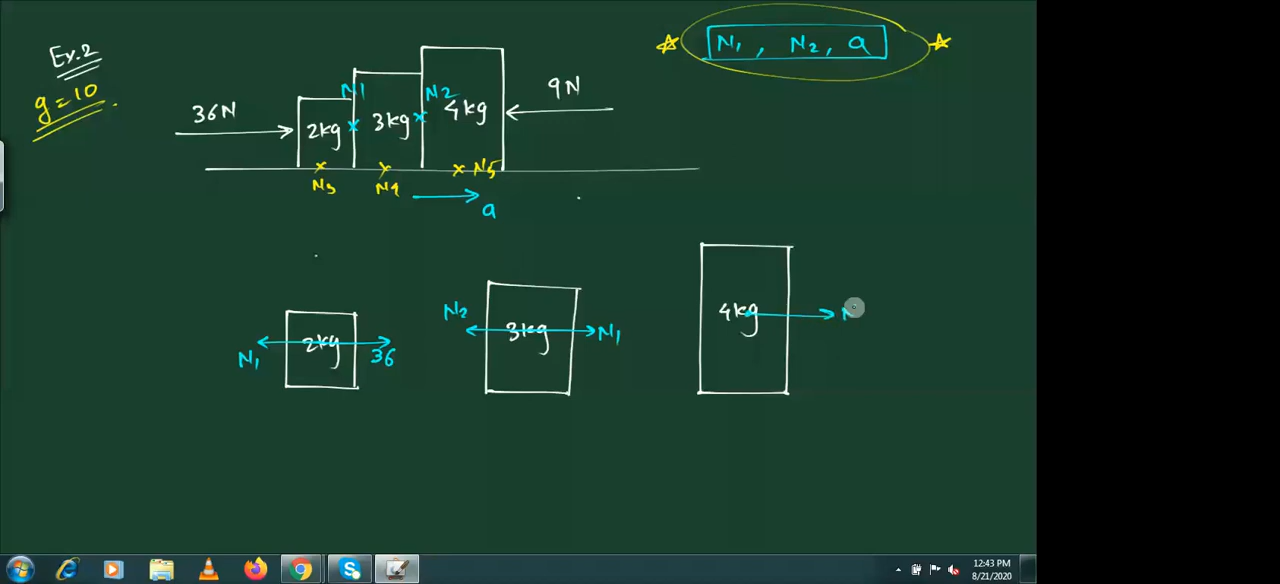 Ex.2
g=10
N1, N2, a
36N
2kg
N1
3kg
N2
4kg
9N
N3
N4
N5
a
N1
2kg
36
N2
3kg
N1
4kg
N
12:43 PM
8/21/2020